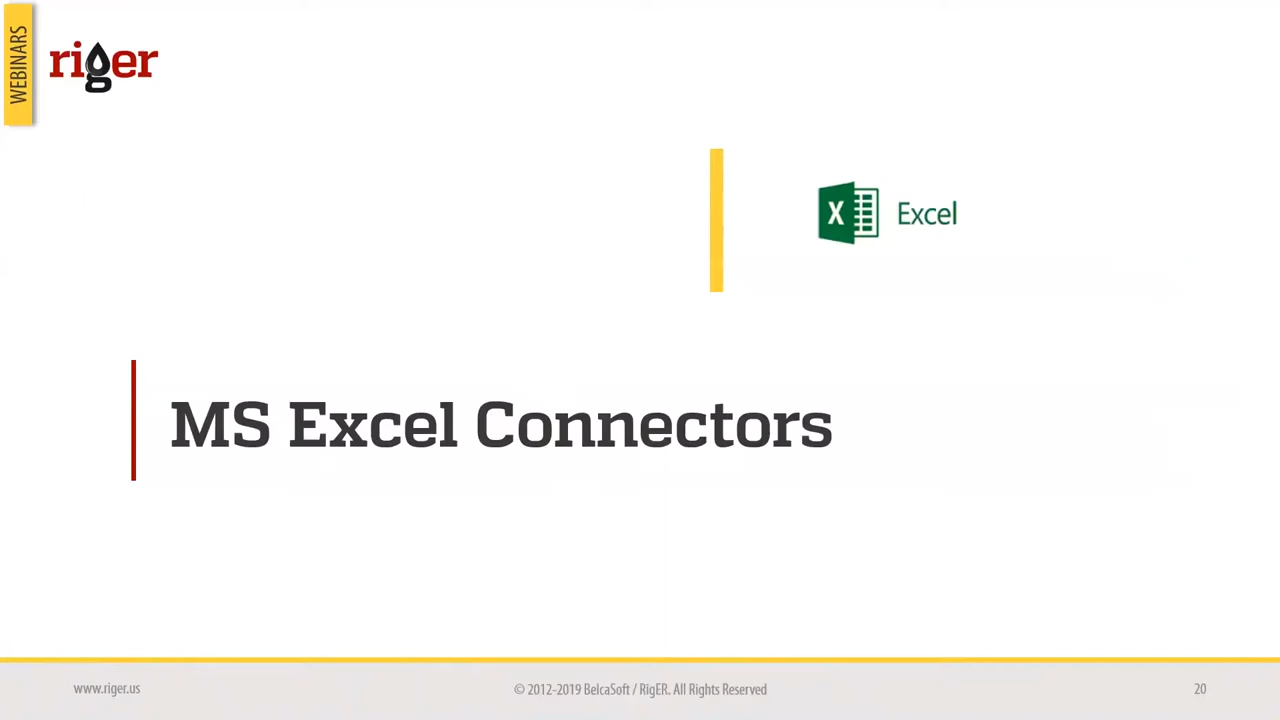 WEBINARS
riger
X Excel
MS Excel Connectors
www.riger.us
© 2012-2019 BelcaSoft / RigER. All Rights Reserved
20